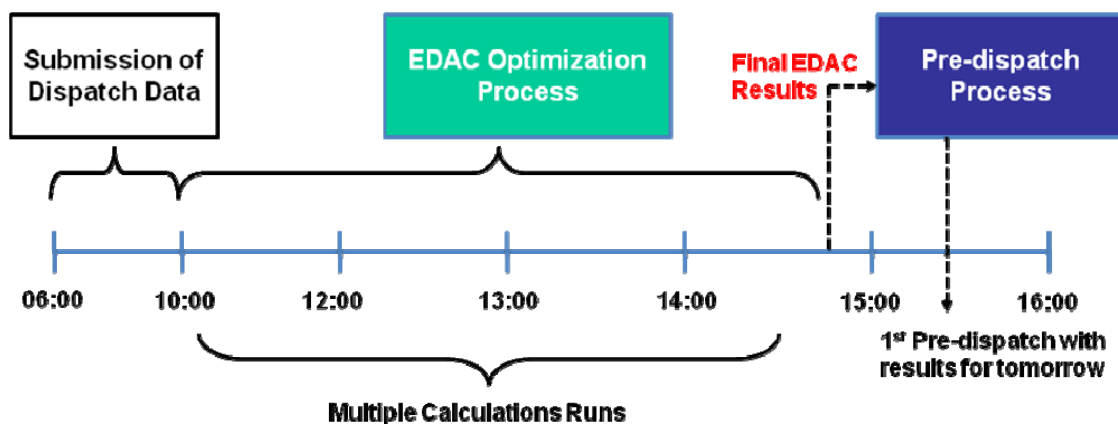 Submission of
Dispatch Data
EDAC Optimization
Process
Final EDAC
Results
Pre-dispatch
Process
06:00
10:00
12:00
13:00
14:00
15:00
16:00
1st Pre-dispatch with
results for tomorrow
Multiple Calculations Runs